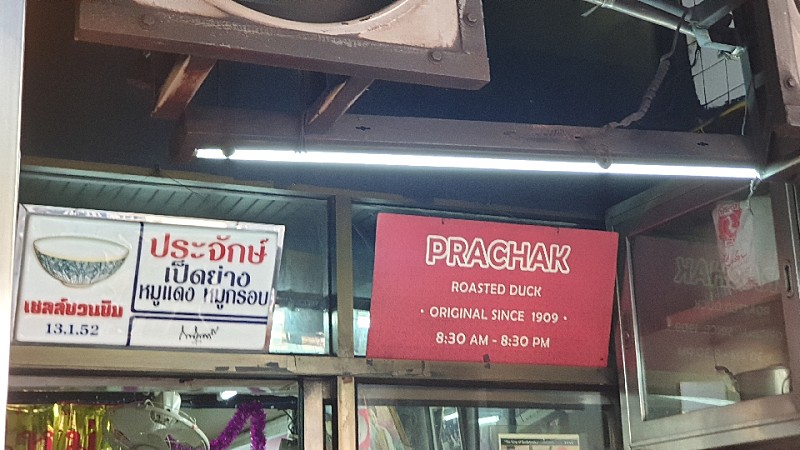 เชลล์ชวนชิม
13.1.52
ประจักษ์
เป็ดย่าง
หมูแดง หมูกรอบ
PRACHAK
ROASTED DUCK
· ORIGINAL SINCE 1909 ·
8:30 AM - 8:30 PM